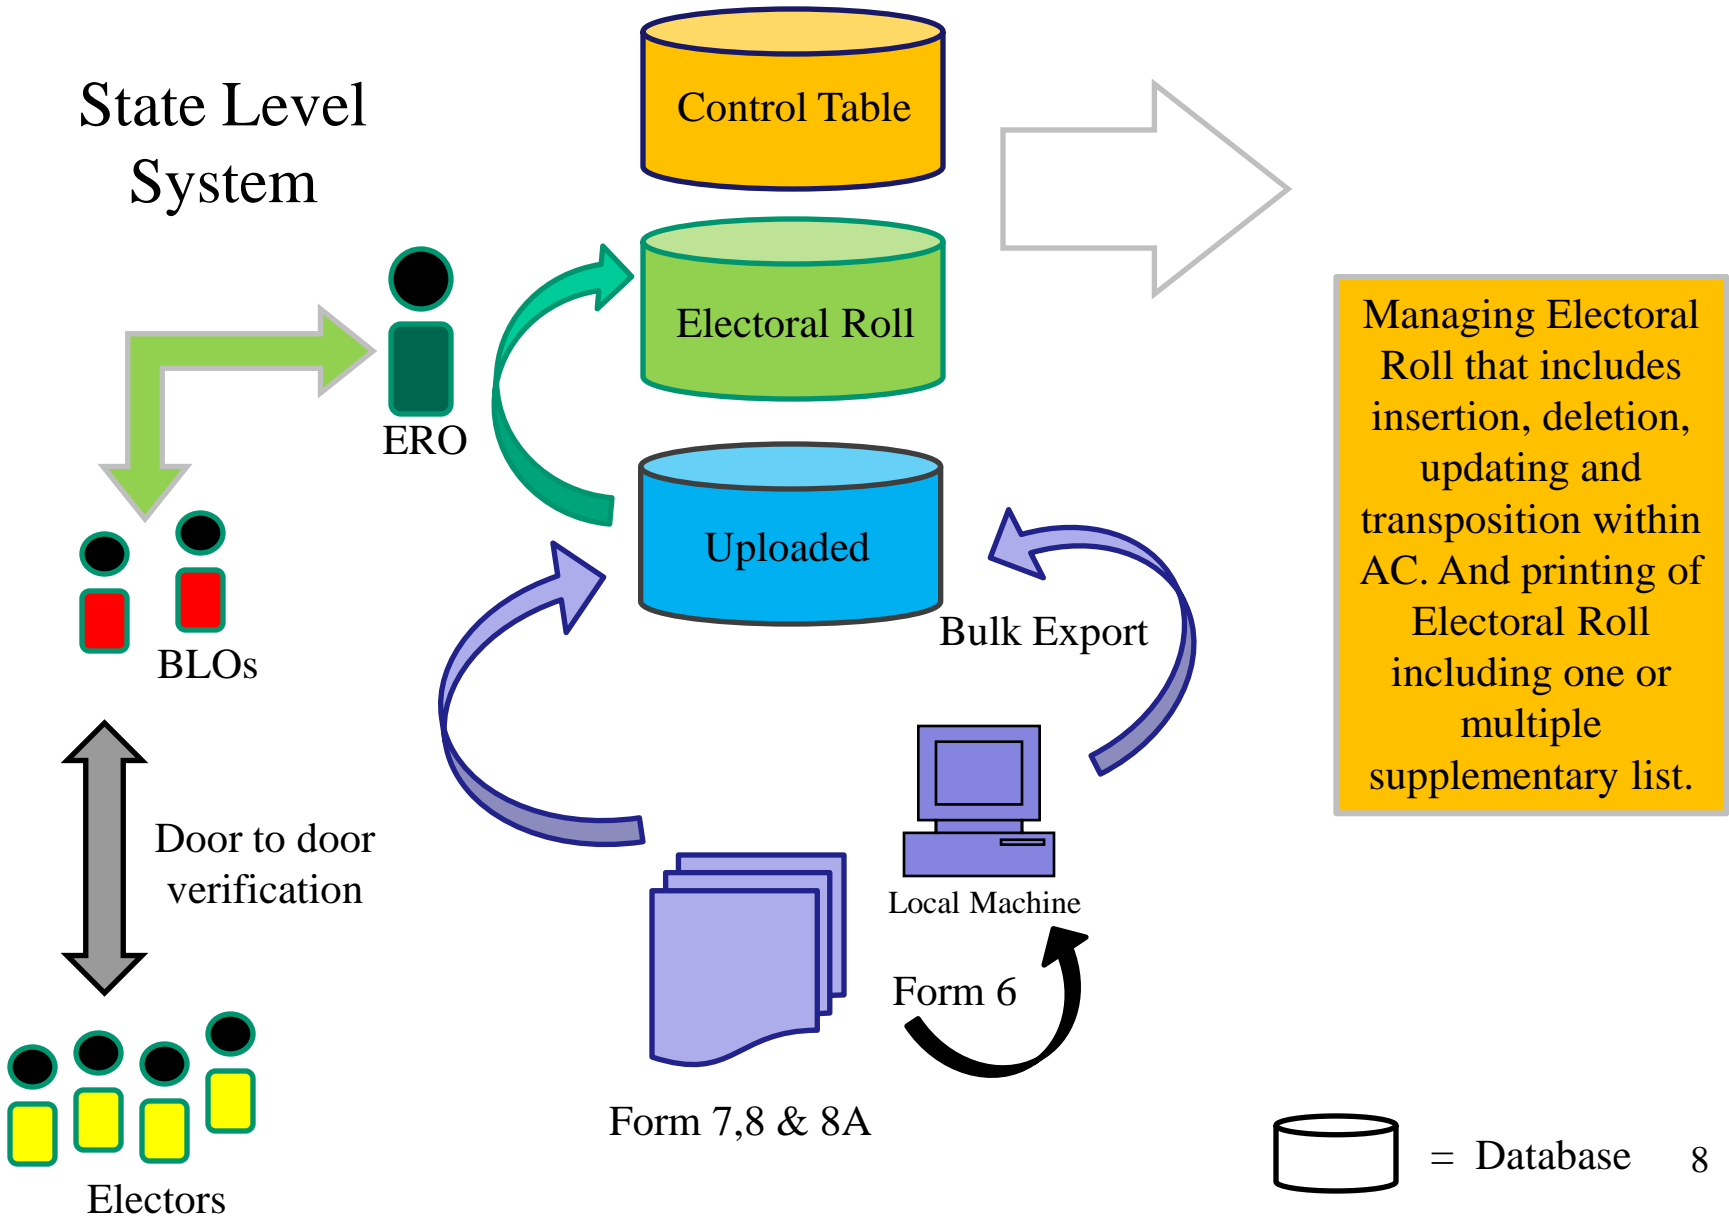 State Level
System
Control Table
Electoral Roll
ERO
Uploaded
BLOs
Bulk Export
Managing Electoral
Roll that includes
insertion, deletion,
updating and
transposition within
AC. And printing of
Electoral Roll
including one or
multiple
supplementary list.
Door to door
verification
Local Machine
Form 6
Form 7,8 & 8A
Electors
= Database
8